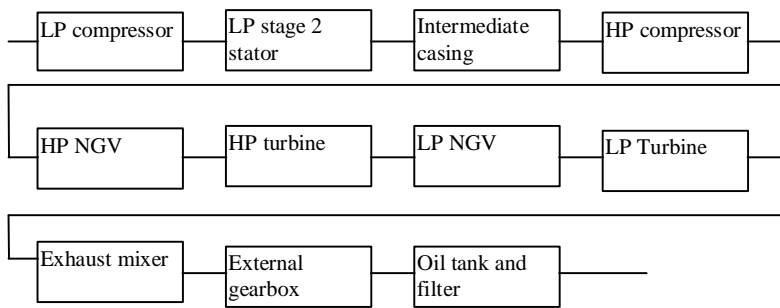 LP compressor
LP stage 2
stator
Intermediate
casing
HP compressor
HP NGV
HP turbine
LP NGV
LP Turbine
Exhaust mixer
External
gearbox
Oil tank and
filter